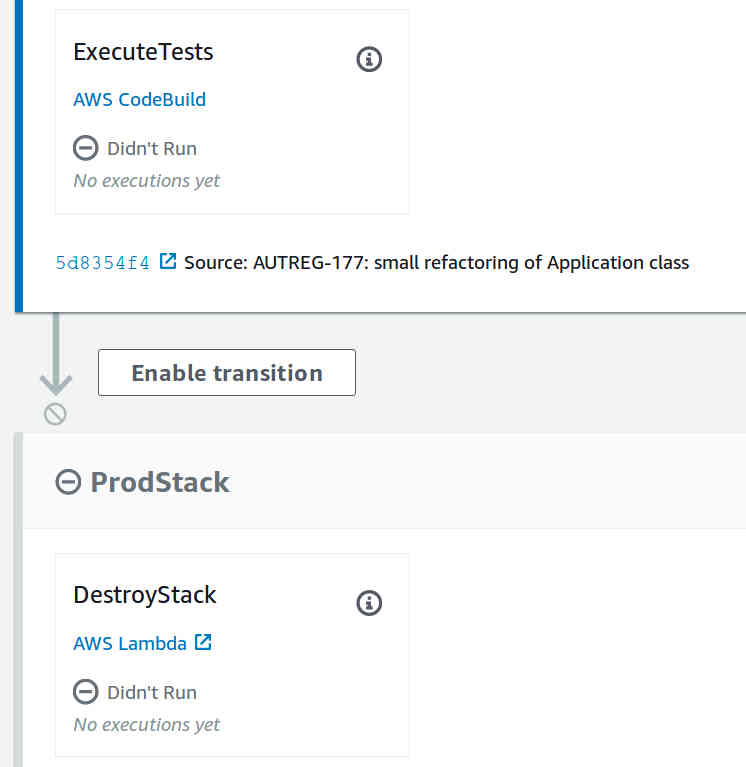 ExecuteTests
AWS CodeBuild
Didn't Run
No executions yet
5d8354f4 Source: AUTREG-177: small refactoring of Application class
Enable transition
ProdStack
DestroyStack
AWS Lambda
Didn't Run
No executions yet